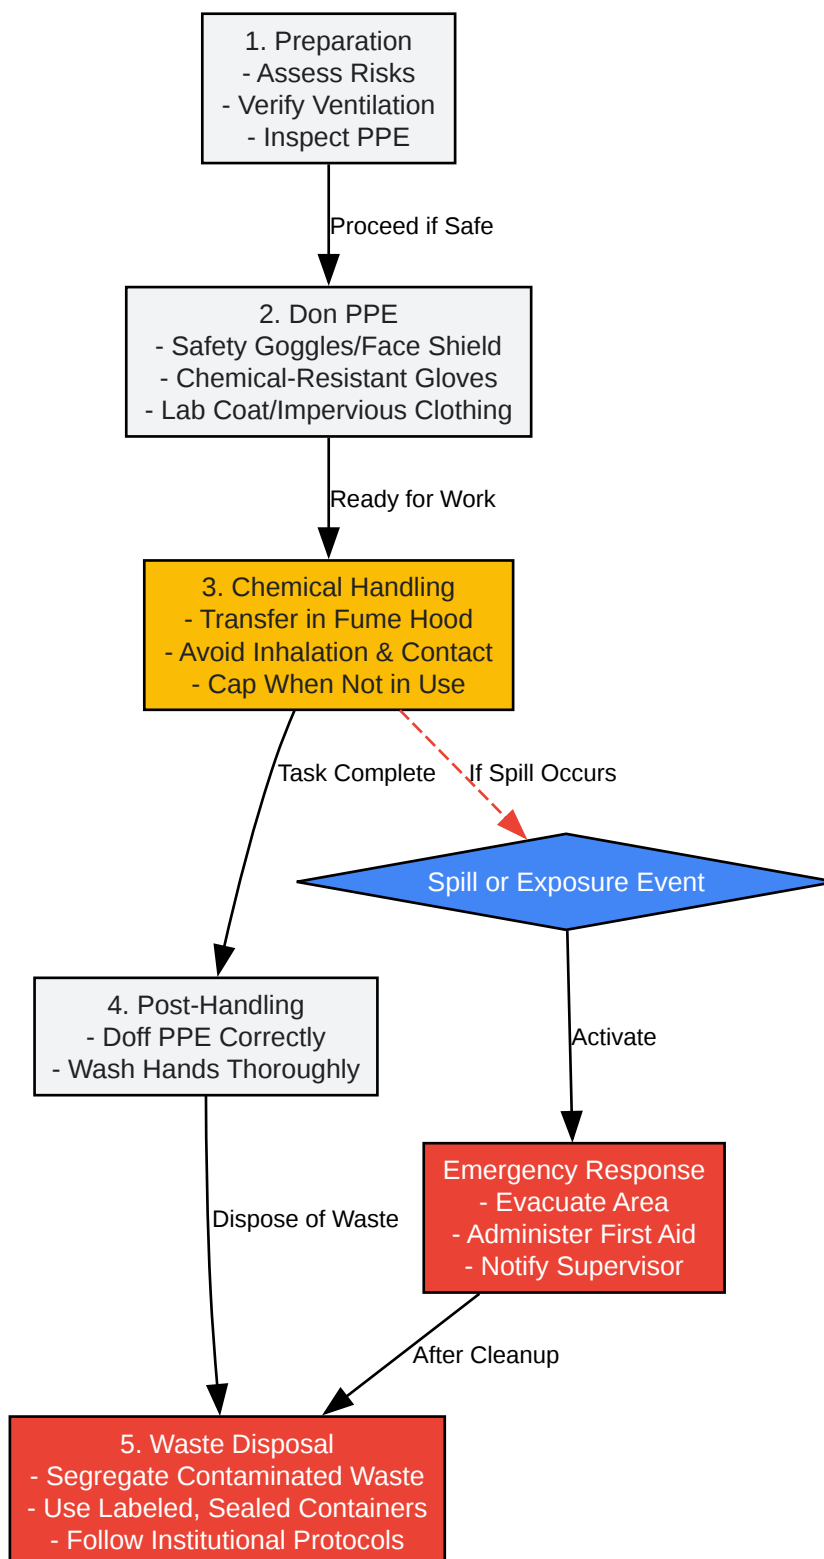 1. Preparation
- Assess Risks
- Verify Ventilation
- Inspect PPE
Proceed if Safe
2. Don PPE
- Safety Goggles/Face Shield
- Chemical-Resistant Gloves
- Lab Coat/Impervious Clothing
Ready for Work
3. Chemical Handling
- Transfer in Fume Hood
- Avoid Inhalation & Contact
- Cap When Not in Use
Task Complete
If Spill Occurs
Spill or Exposure Event
4. Post-Handling
- Doff PPE Correctly
- Wash Hands Thoroughly
Activate
Emergency Response
- Evacuate Area
- Administer First Aid
- Notify Supervisor
Dispose of Waste
After Cleanup
5. Waste Disposal
- Segregate Contaminated Waste
- Use Labeled, Sealed Containers
- Follow Institutional Protocols